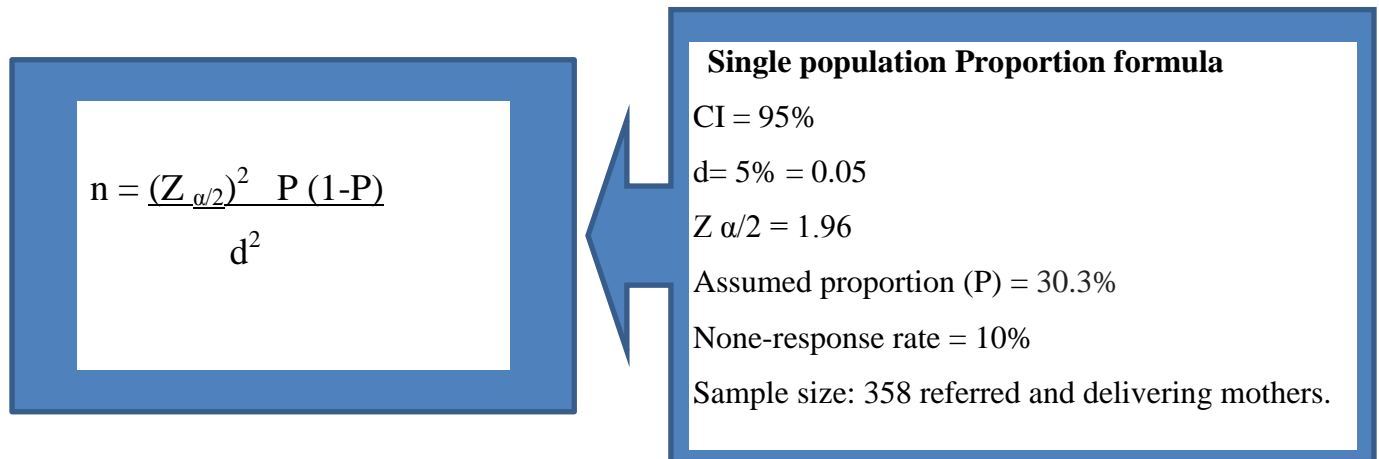 n = (Z α/2)² P (1-P)
d²
Single population Proportion formula
CI = 95%
d= 5% = 0.05
Z α/2 = 1.96
Assumed proportion (P) = 30.3%
None-response rate = 10%
Sample size: 358 referred and delivering mothers.